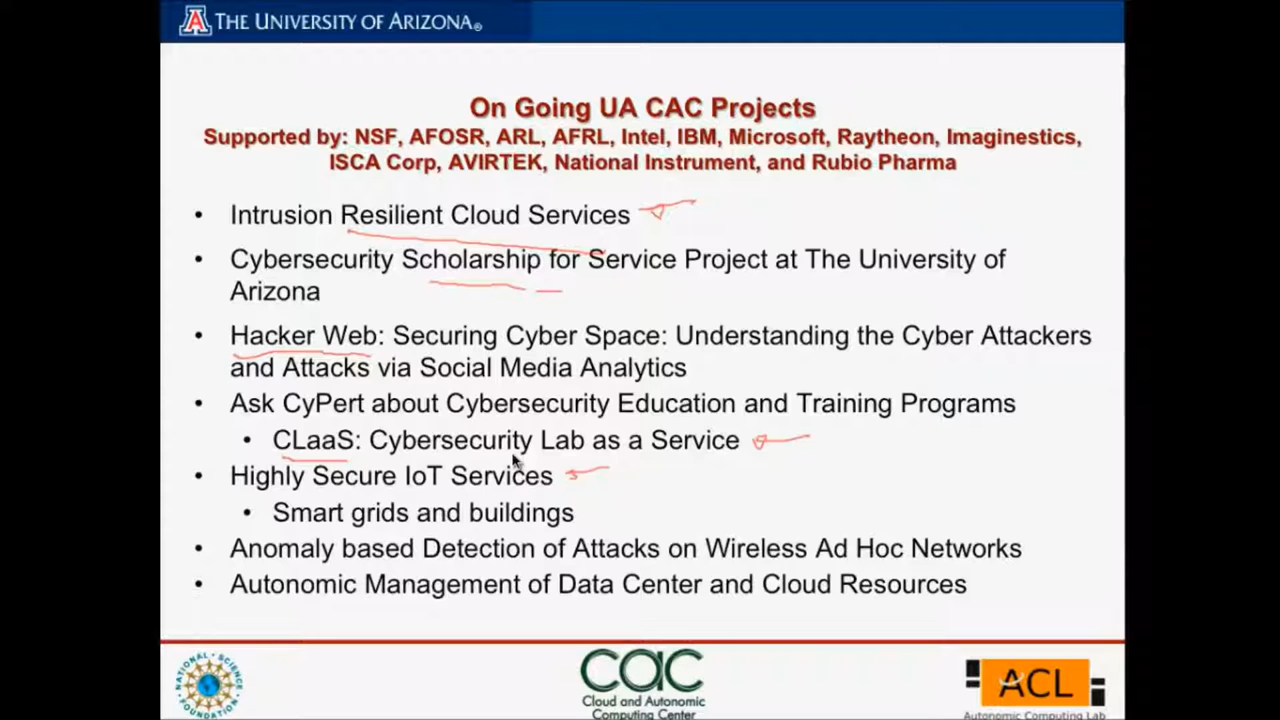 THE UNIVERSITY OF ARIZONA®
On Going UA CAC Projects
Supported by: NSF, AFOSR, ARL, AFRL, Intel, IBM, Microsoft, Raytheon, Imaginestics,
ISCA Corp, AVIRTEK, National Instrument, and Rubio Pharma
• Intrusion Resilient Cloud Services
• Cybersecurity Scholarship for Service Project at The University of
Arizona
• Hacker Web: Securing Cyber Space: Understanding the Cyber Attackers
and Attacks via Social Media Analytics
• Ask CyPert about Cybersecurity Education and Training Programs
• CLaaS: Cybersecurity Lab as a Service
• Highly Secure IoT Services
• Smart grids and buildings
• Anomaly based Detection of Attacks on Wireless Ad Hoc Networks
• Autonomic Management of Data Center and Cloud Resources
NATIONAL SCIENCE FOUNDATION
CAC
Cloud and Autonomic
Computing Center
ACL
Autonomic Computing Lab